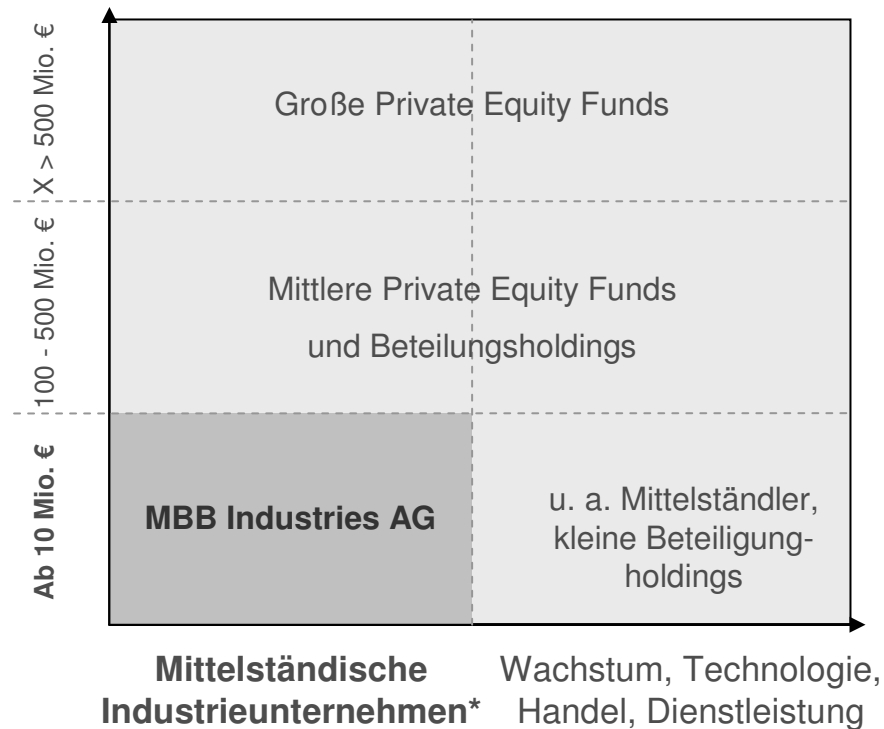 X > 500 Mio. €
Große Private Equity Funds
100 - 500 Mio. €
Mittlere Private Equity Funds
und Beteilungsholdings
Ab 10 Mio. €
MBB Industries AG
u. a. Mittelständler,
kleine Beteiligung-
holdings
Mittelständische
Industrieunternehmen*
Wachstum, Technologie,
Handel, Dienstleistung